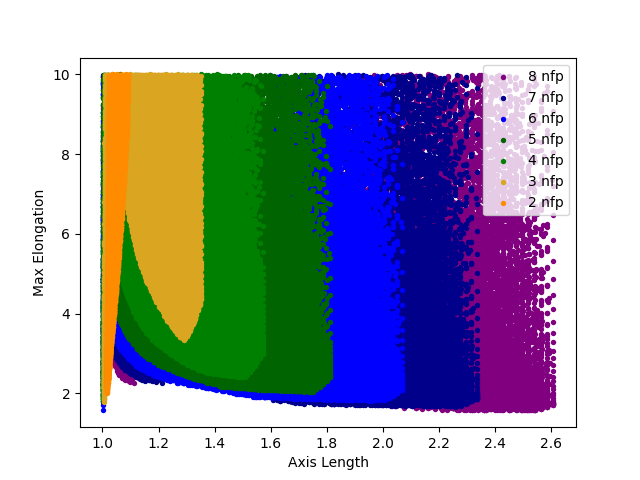 10
8
6
4
2
Max Elongation
1.0 1.2 1.4 1.6 1.8 2.0 2.2 2.4 2.6
Axis Length
8 nfp
7 nfp
6 nfp
5 nfp
4 nfp
3 nfp
2 nfp